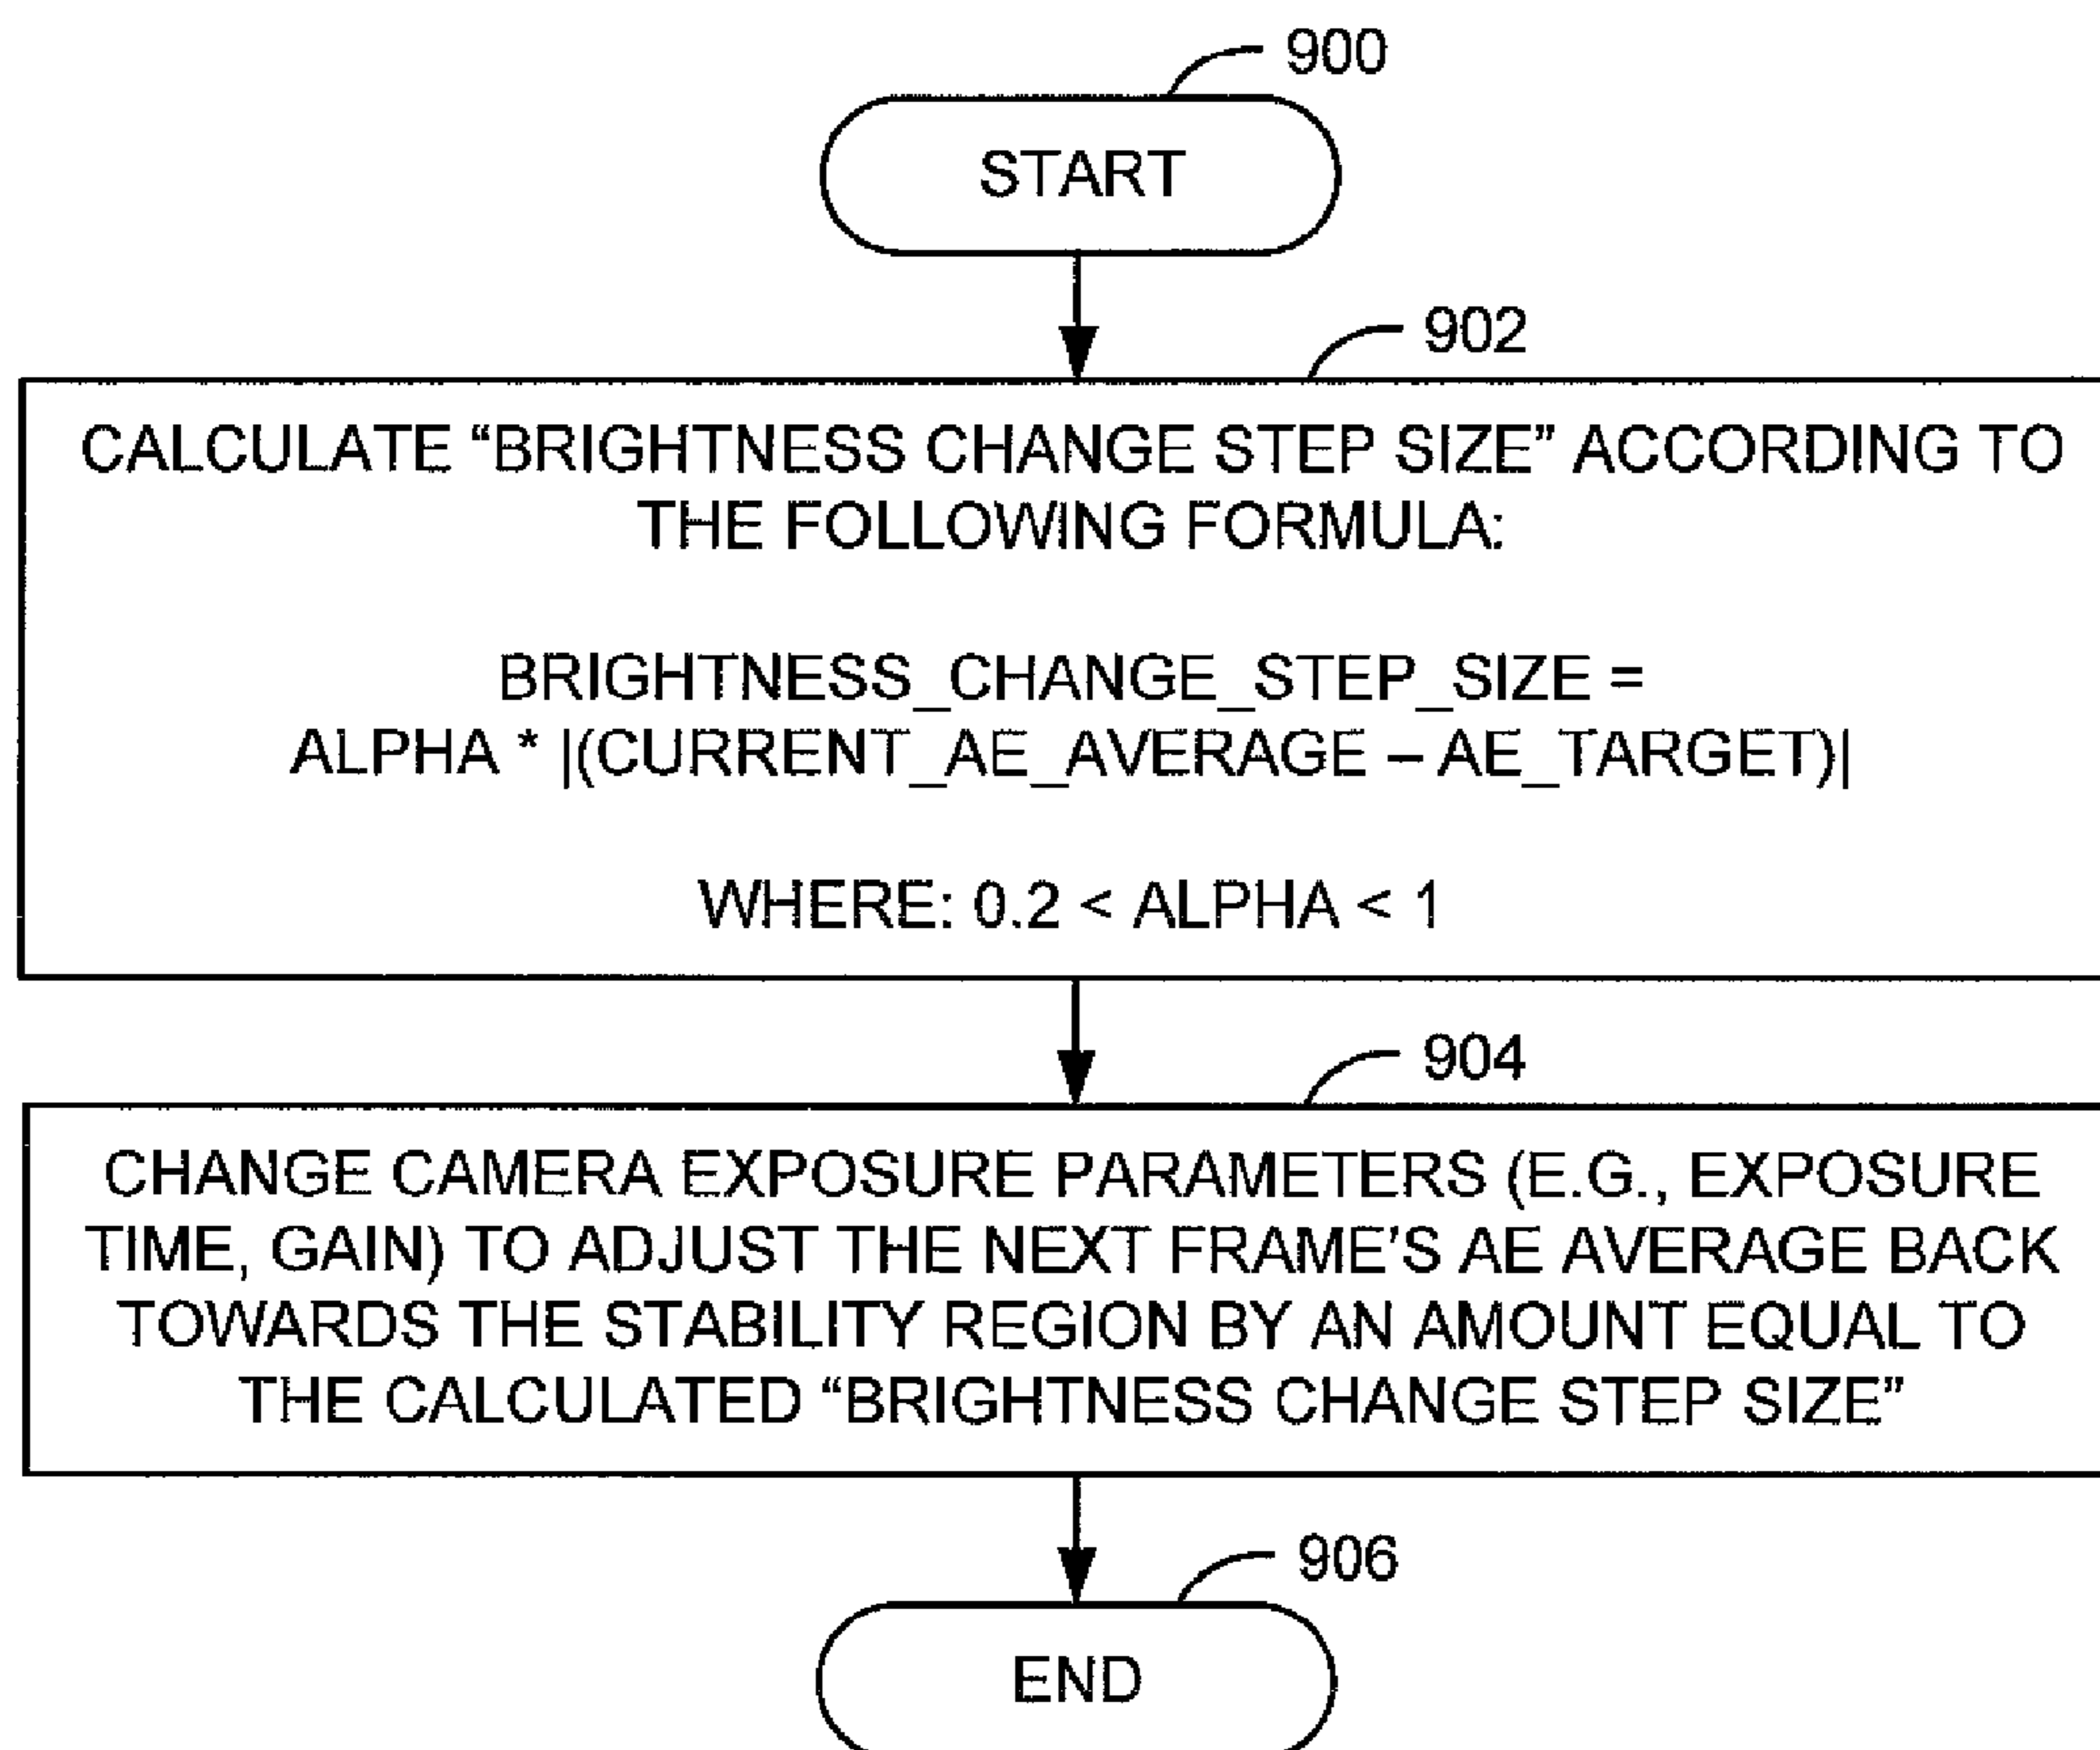 900
START
902
CALCULATE “BRIGHTNESS CHANGE STEP SIZE” ACCORDING TO
THE FOLLOWING FORMULA:
BRIGHTNESS_CHANGE_STEP_SIZE =
ALPHA * |(CURRENT_AE_AVERAGE – AE_TARGET)|
WHERE: 0.2 < ALPHA < 1
904
CHANGE CAMERA EXPOSURE PARAMETERS (E.G., EXPOSURE
TIME, GAIN) TO ADJUST THE NEXT FRAME’S AE AVERAGE BACK
TOWARDS THE STABILITY REGION BY AN AMOUNT EQUAL TO
THE CALCULATED “BRIGHTNESS CHANGE STEP SIZE”
906
END